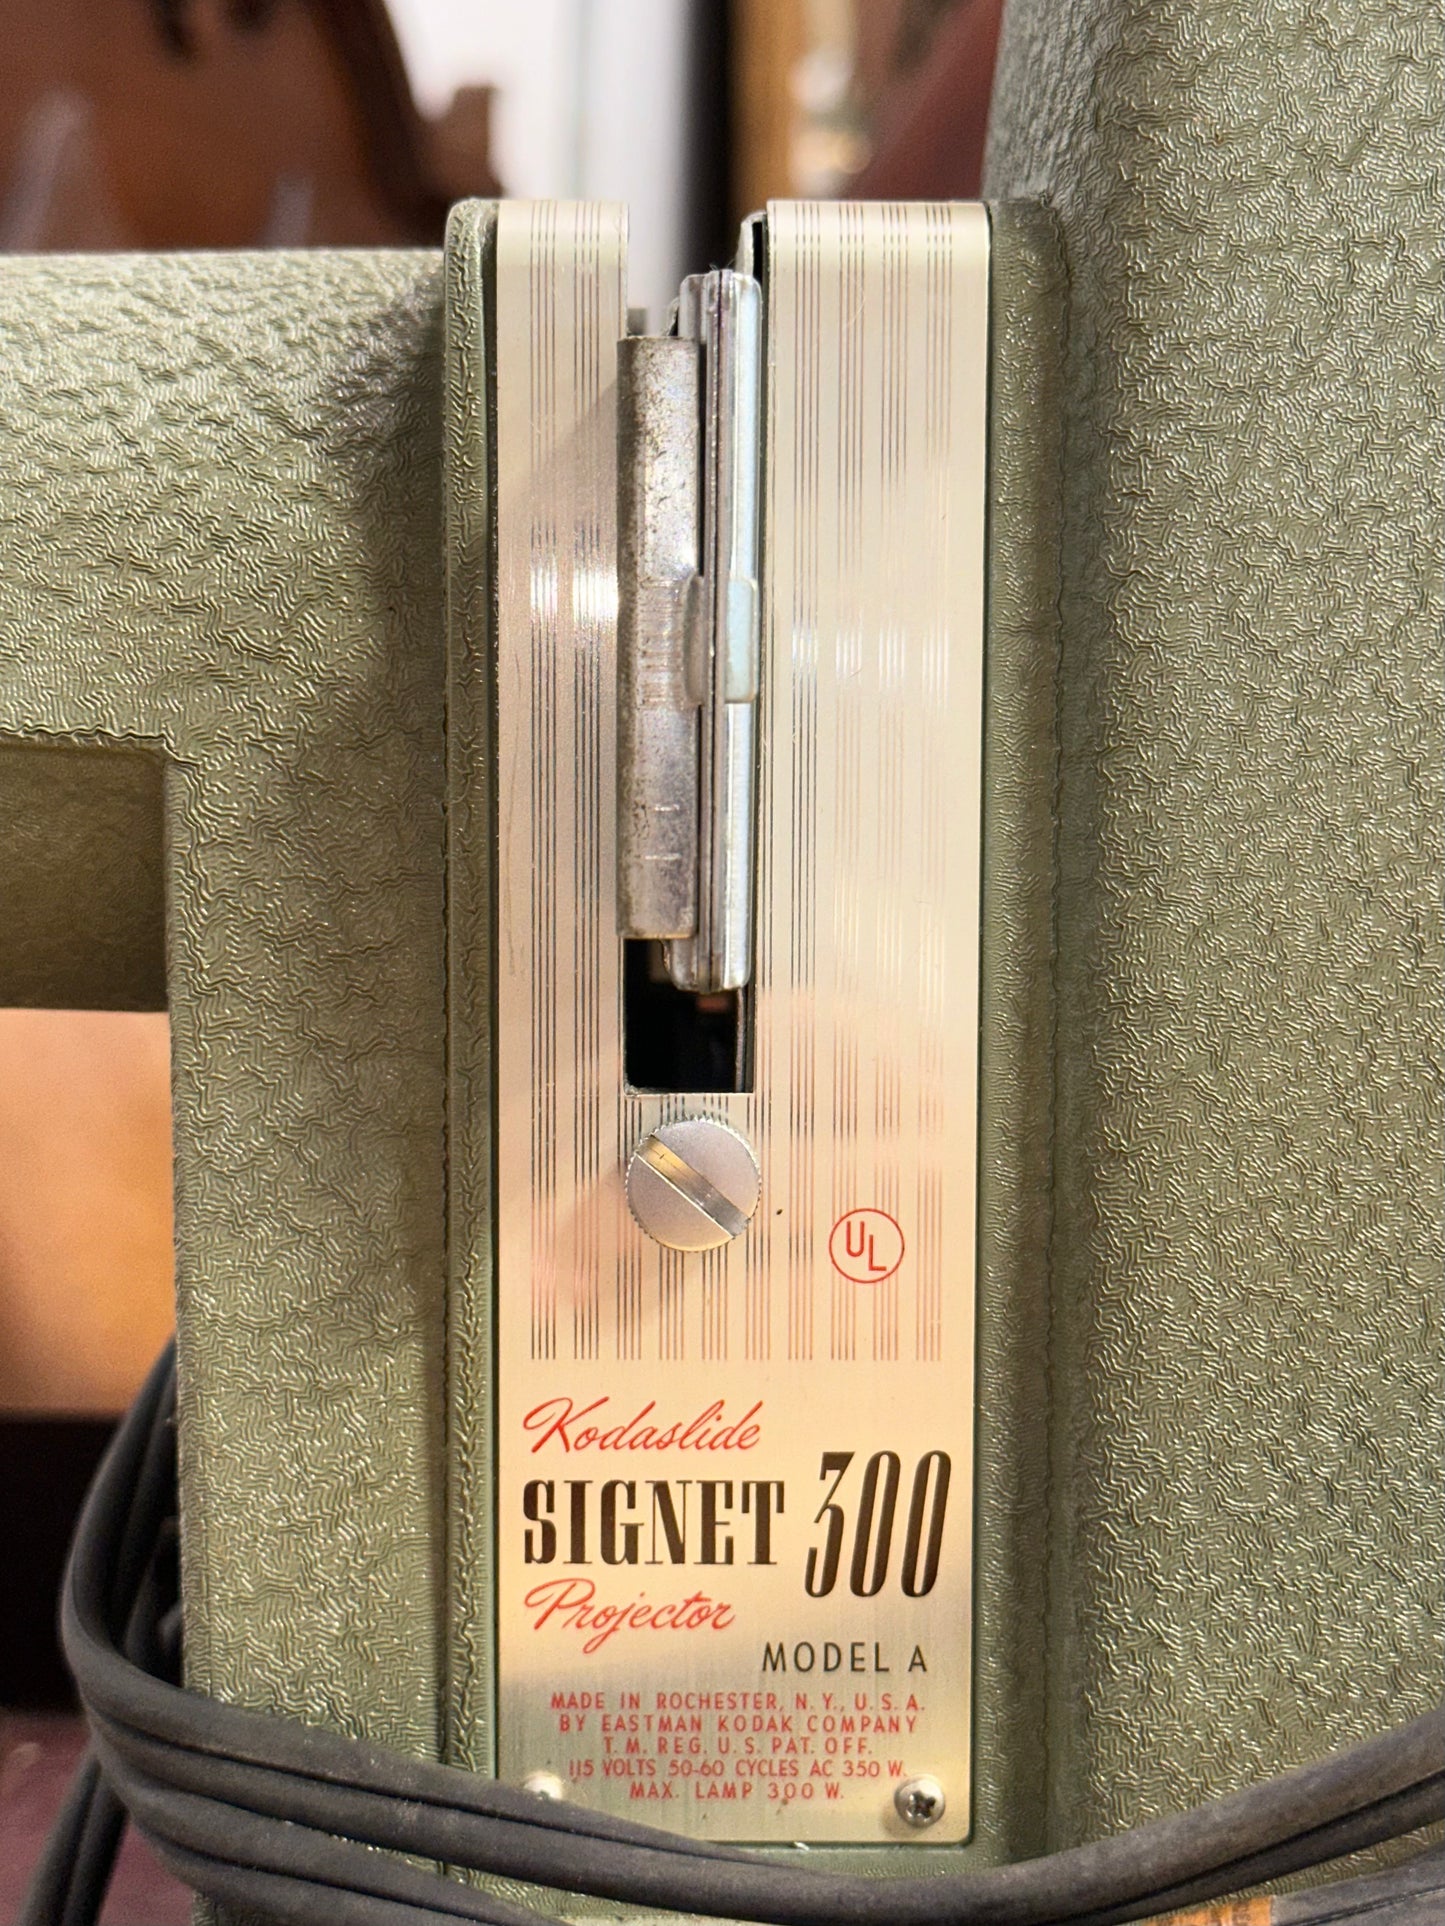 UL
Kodaslide
SIGNET 300
Projector
MODEL A
MADE IN ROCHESTER, N.Y., U.S.A.
BY EASTMAN KODAK COMPANY
T.M. REG. U.S. PAT. OFF.
115 VOLTS 50-60 CYCLES AC 350 W.
MAX. LAMP 300 W.